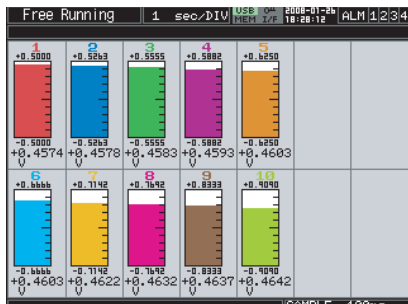 Free Running 1 sec/DIV USB MEM I/F 2008-01-26 18:28:12 ALM 1 2 3 4
1 2 3 4 5
+0.5000 +0.5263 +0.5555 +0.5882 +0.6250
-0.5000 -0.5263 -0.5555 -0.5882 -0.6250
+0.4574 +0.4578 +0.4583 +0.4593 +0.4603
V V V V V
6 7 8 9 10
+0.6666 +0.7142 +0.7692 +0.8333 +0.9090
-0.6666 -0.7142 -0.7692 -0.8333 -0.9090
+0.4603 +0.4622 +0.4632 +0.4637 +0.4642
V V V V V
SAMPLE 100ms